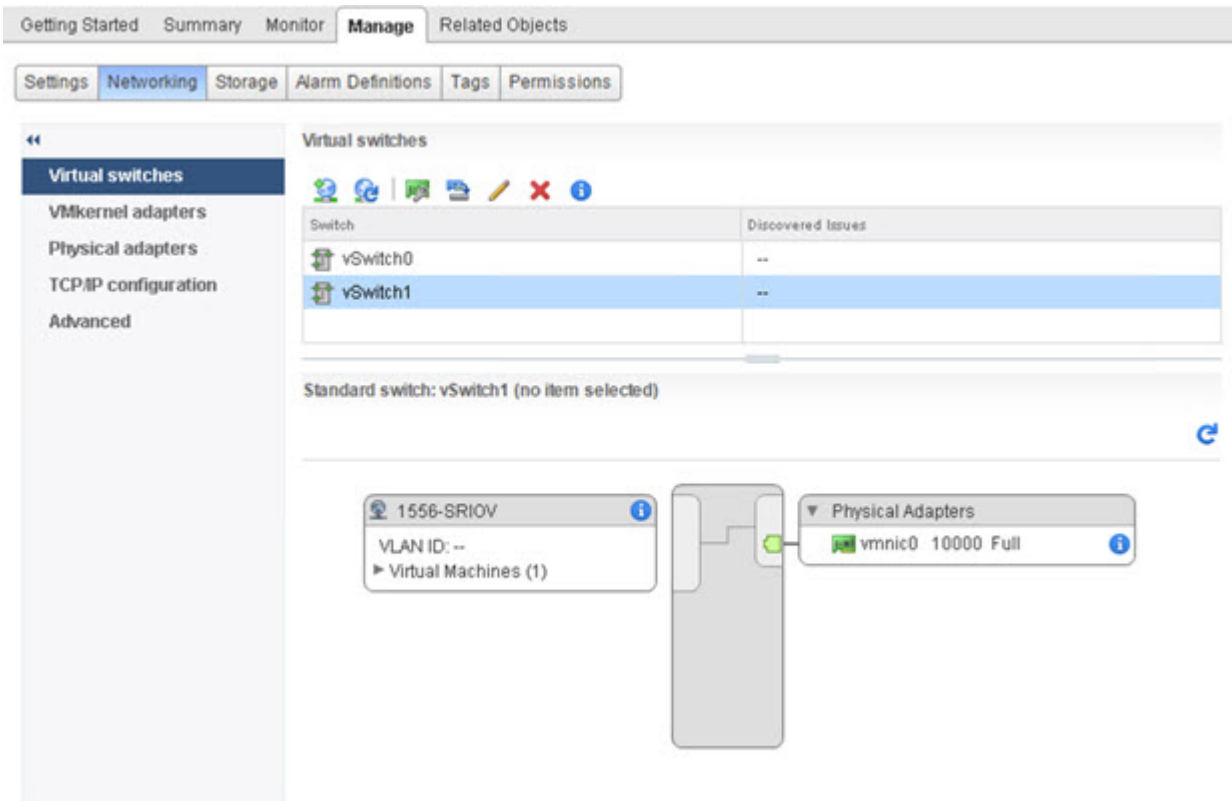 Getting Started Summary Monitor Manage Related Objects
Settings Networking Storage Alarm Definitions Tags Permissions
Virtual switches
VMkernel adapters
Physical adapters
TCP/IP configuration
Advanced
Virtual switches
Switch Discovered Issues
vSwitch0 --
vSwitch1 --
Standard switch: vSwitch1 (no item selected)
1556-SRIOV
VLAN ID: --
Virtual Machines (1)
Physical Adapters
vmnic0 10000 Full